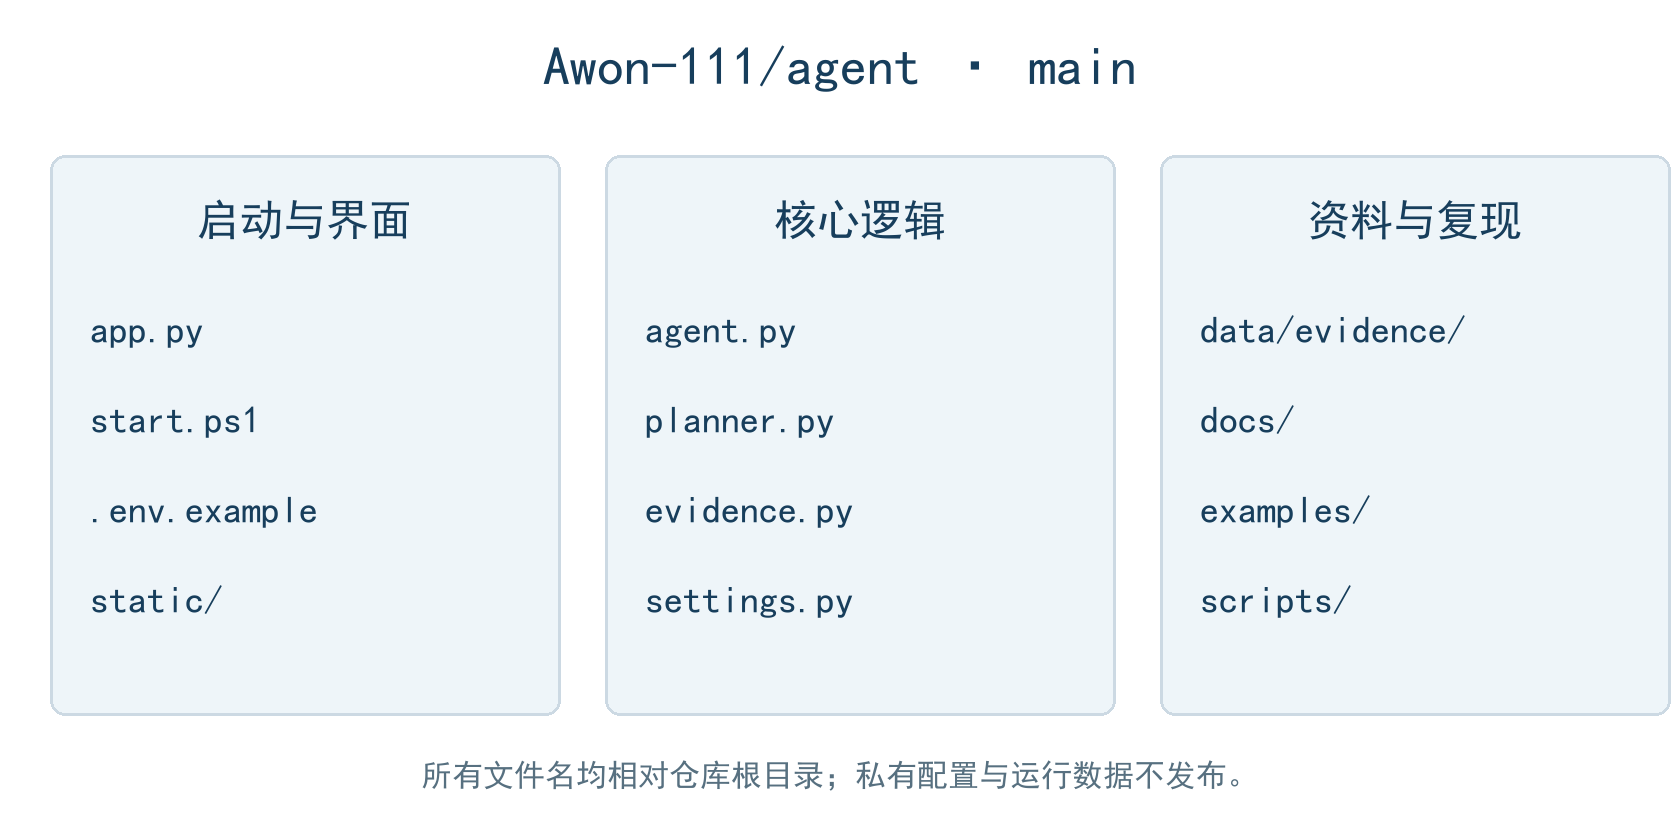 Awon-111/agent · main
启动与界面
app.py
start.ps1
.env.example
static/
核心逻辑
agent.py
planner.py
evidence.py
settings.py
资料与复现
data/evidence/
docs/
examples/
scripts/
所有文件名均相对仓库根目录；私有配置与运行数据不发布。